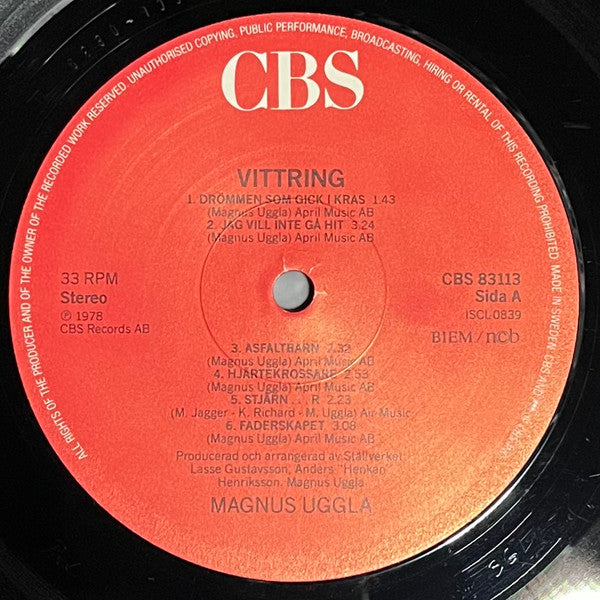 ALL RIGHTS OF THE PRODUCER AND OF THE OWNER OF THE RECORDED WORK RESERVED. UNAUTHORISED COPYING, PUBLIC PERFORMANCE, BROADCASTING, HIRING OR RENTAL OF THIS RECORDING PROHIBITED. MADE IN SWEDEN. CBS AND
CBS
VITTRING
1. DRÖMMEN SOM GICK I KRAS 1.43
(Magnus Uggla) April Music AB
2. JAG VILL INTE GÅ HIT 3.24
(Magnus Uggla) April Music AB
33 RPM
Stereo
℗ 1978
CBS Records AB
CBS 83113
Sida A
ISCL-0839
BIEM/ncb
3. ASFALTBARN 7.32
(Magnus Uggla) April Music AB
4. HJÄRTEKROSSARE 2.53
(Magnus Uggla) April Music AB
5. STJÄRN...R 2.23
(M. Jagger - K. Richard - M. Uggla) Air Music
6. FADERSKAPET 3.08
(Magnus Uggla) April Music AB
Producerad och arrangerad av Ställverket:
Lasse Gustavsson, Anders "Henkan"
Henriksson, Magnus Uggla
MAGNUS UGGLA